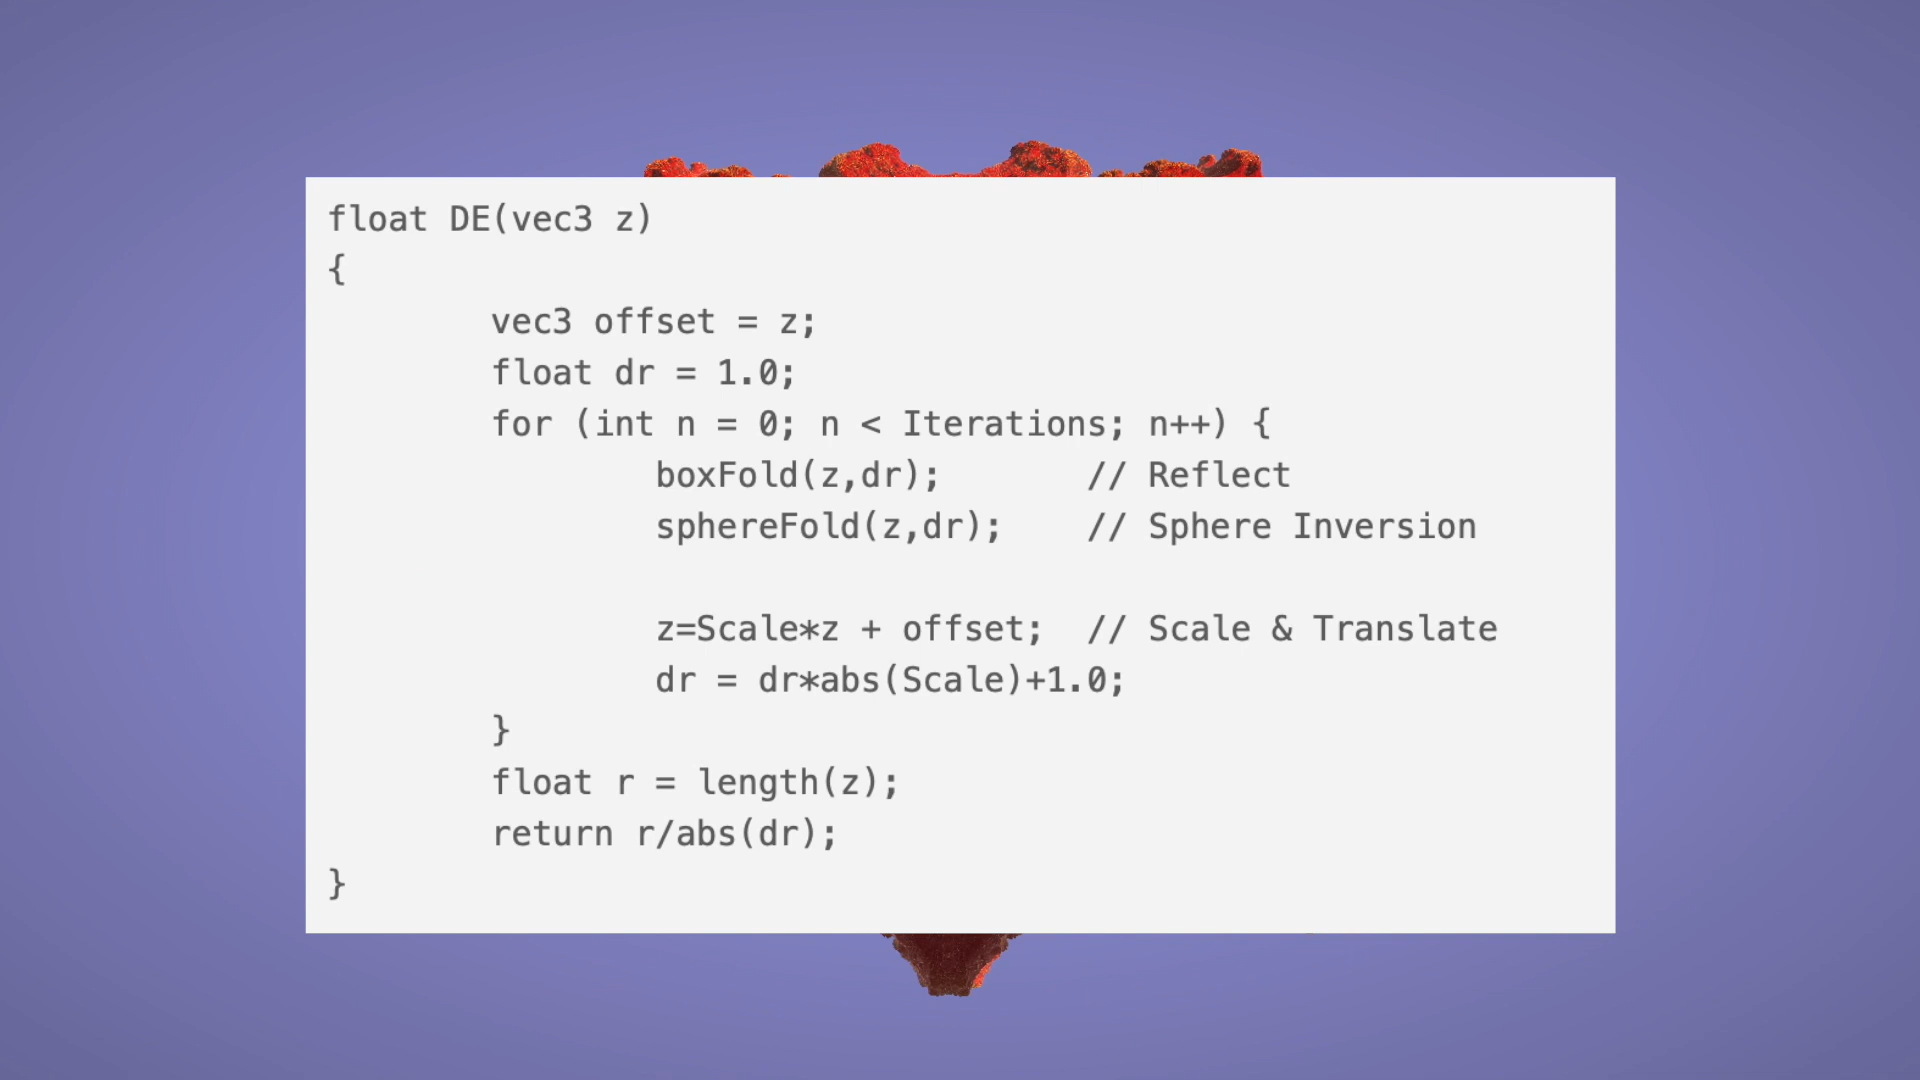 float DE(vec3 z)
{
vec3 offset = z;
float dr = 1.0;
for (int n = 0; n < Iterations; n++) {
boxFold(z,dr);       // Reflect
sphereFold(z,dr);    // Sphere Inversion
z=Scale*z + offset;  // Scale & Translate
dr = dr*abs(Scale)+1.0;
}
float r = length(z);
return r/abs(dr);
}